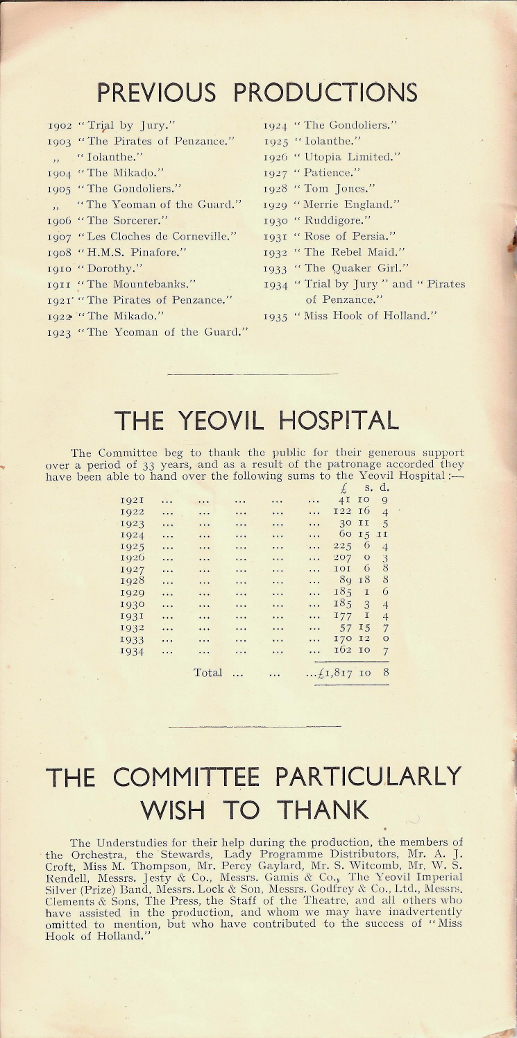 PREVIOUS PRODUCTIONS
1902 “Trial by Jury.”
1903 “The Pirates of Penzance.”
„ “Iolanthe.”
1904 “The Mikado.”
1905 “The Gondoliers.”
„ “The Yeoman of the Guard.”
1906 “The Sorcerer.”
1907 “Les Cloches de Corneville.”
1908 “H.M.S. Pinafore.”
1910 “Dorothy.”
1911 “The Mountebanks.”
1921 “The Pirates of Penzance.”
1922 “The Mikado.”
1923 “The Yeoman of the Guard.”
1924 “The Gondoliers.”
1925 “Iolanthe.”
1926 “Utopia Limited.”
1927 “Patience.”
1928 “Tom Jones.”
1929 “Merrie England.”
1930 “Ruddigore.”
1931 “Rose of Persia.”
1932 “The Rebel Maid.”
1933 “The Quaker Girl.”
1934 “Trial by Jury” and “Pirates
of Penzance.”
1935 “Miss Hook of Holland.”
THE YEOVIL HOSPITAL
The Committee beg to thank the public for their generous support
over a period of 33 years, and as a result of the patronage accorded they
have been able to hand over the following sums to the Yeovil Hospital :—
£ s. d.
1921 ... ... ... ... ... 41 10 9
1922 ... ... ... ... ... 122 16 4
1923 ... ... ... ... ... 30 11 5
1924 ... ... ... ... ... 60 15 11
1925 ... ... ... ... ... 225 6 4
1926 ... ... ... ... ... 207 0 3
1927 ... ... ... ... ... 101 6 8
1928 ... ... ... ... ... 89 18 8
1929 ... ... ... ... ... 185 1 6
1930 ... ... ... ... ... 185 3 4
1931 ... ... ... ... ... 177 1 4
1932 ... ... ... ... ... 57 15 7
1933 ... ... ... ... ... 170 12 0
1934 ... ... ... ... ... 162 10 7
Total ... ... ...£1,817 10 8
THE COMMITTEE PARTICULARLY
WISH TO THANK
The Understudies for their help during the production, the members of
the Orchestra, the Stewards, Lady Programme Distributors, Mr. A. J.
Croft, Miss M. Thompson, Mr. Percy Gaylard, Mr. S. Witcomb, Mr. W. S.
Rendell, Messrs. Jesty & Co., Messrs. Gamis & Co., The Yeovil Imperial
Silver (Prize) Band, Messrs. Lock & Son, Messrs. Godfrey & Co., Ltd., Messrs.
Clements & Sons, The Press, the Staff of the Theatre, and all others who
have assisted in the production, and whom we may have inadvertently
omitted to mention, but who have contributed to the success of “Miss
Hook of Holland.”